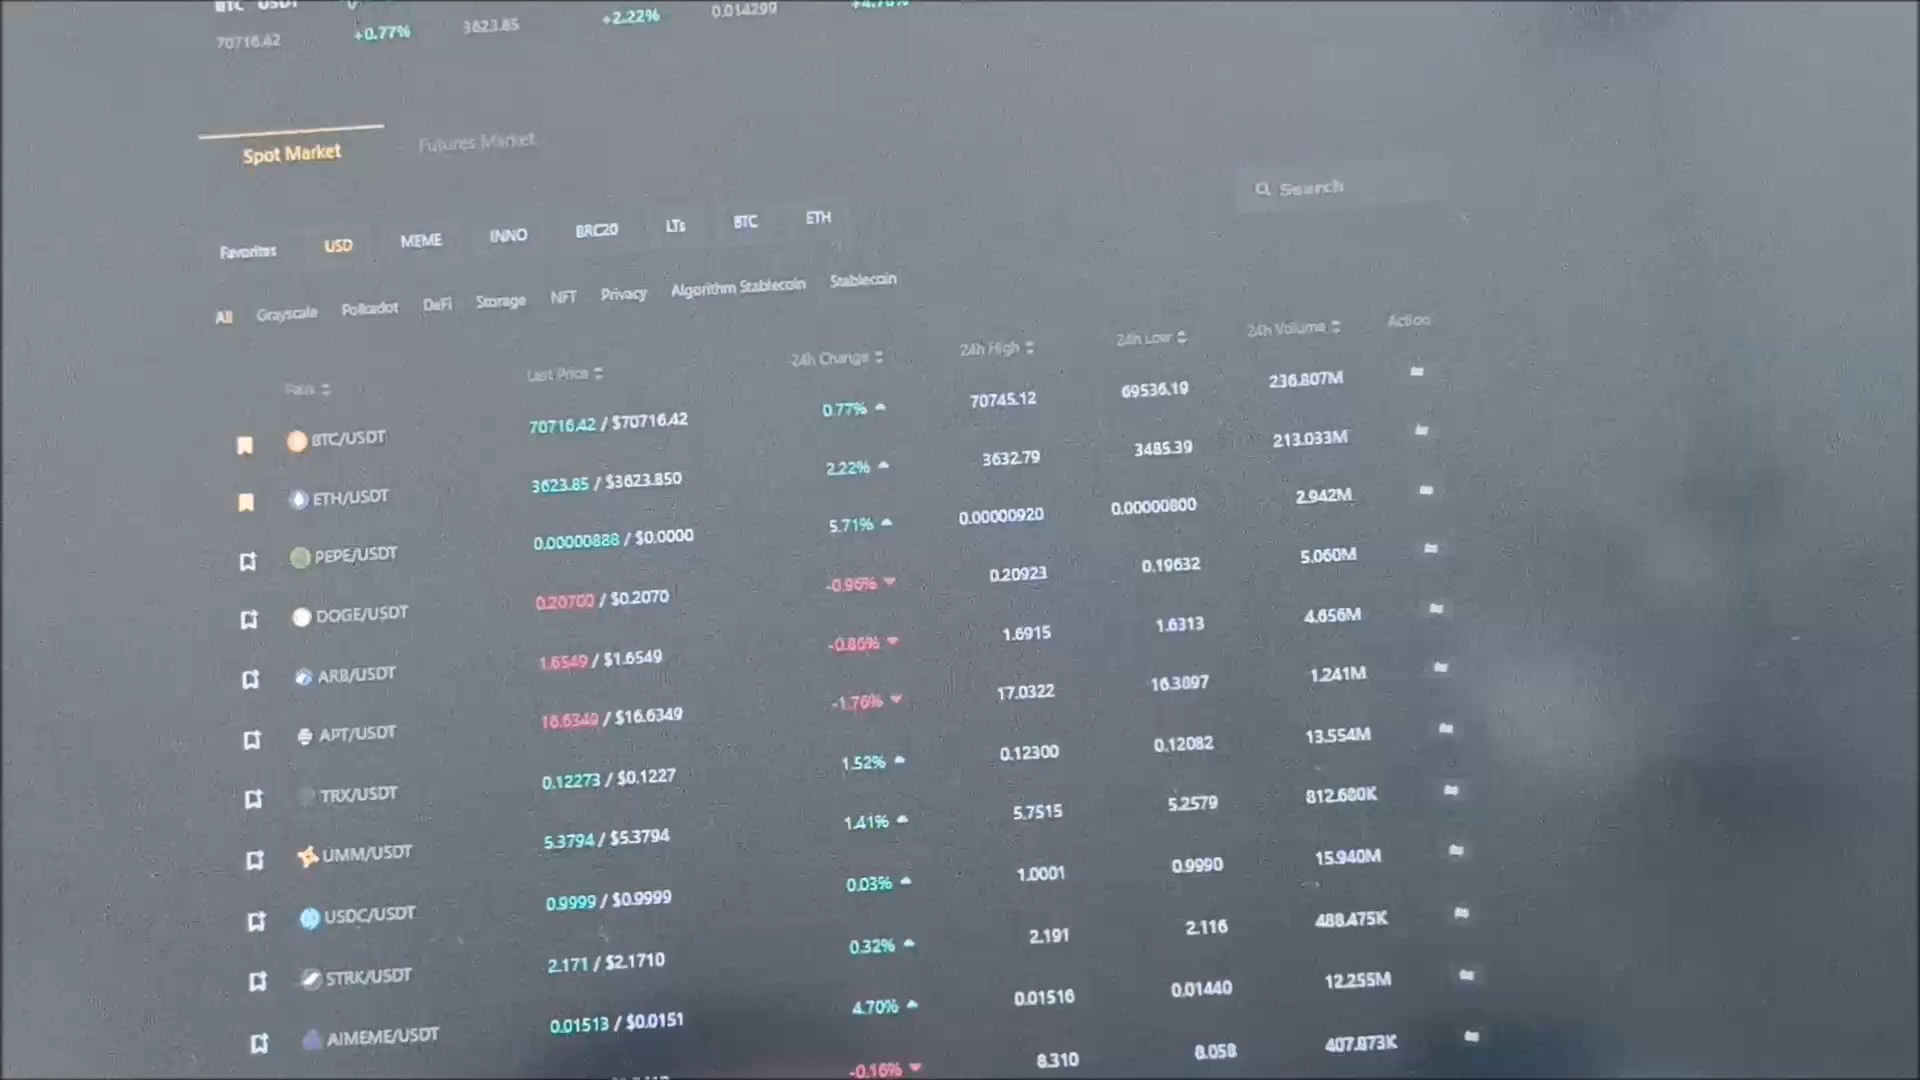 BTC USDT
70716.42 +0.77% 3623.85 +2.22% 0.014299 +4.70%
Spot Market Futures Market
Search
Favorites USD MEME INNO BRC20 LTs BTC ETH
All Grayscale Polkadot DeFi Storage NFT Privacy Algorithm Stablecoin Stablecoin
Pairs Last Price 24h Change 24h High 24h Low 24h Volume Action
BTC/USDT 70716.42 / $70716.42 0.77% 70745.12 69536.19 236.807M
ETH/USDT 3623.85 / $3623.850 2.22% 3632.79 3485.39 213.033M
PEPE/USDT 0.00000888 / $0.0000 5.71% 0.00000920 0.00000800 2.942M
DOGE/USDT 0.20700 / $0.2070 -0.96% 0.20923 0.19632 5.060M
ARB/USDT 1.6549 / $1.6549 -0.86% 1.6915 1.6313 4.656M
APT/USDT 16.6349 / $16.6349 -1.76% 17.0322 16.3097 1.241M
TRX/USDT 0.12273 / $0.1227 1.52% 0.12300 0.12082 13.554M
UMM/USDT 5.3794 / $5.3794 1.41% 5.7515 5.2579 812.680K
USDC/USDT 0.9999 / $0.9999 0.03% 1.0001 0.9990 15.940M
STRK/USDT 2.171 / $2.1710 0.32% 2.191 2.116 488.475K
AIMEME/USDT 0.01513 / $0.0151 4.70% 0.01516 0.01440 12.255M
-0.16% 8.310 8.058 407.873K